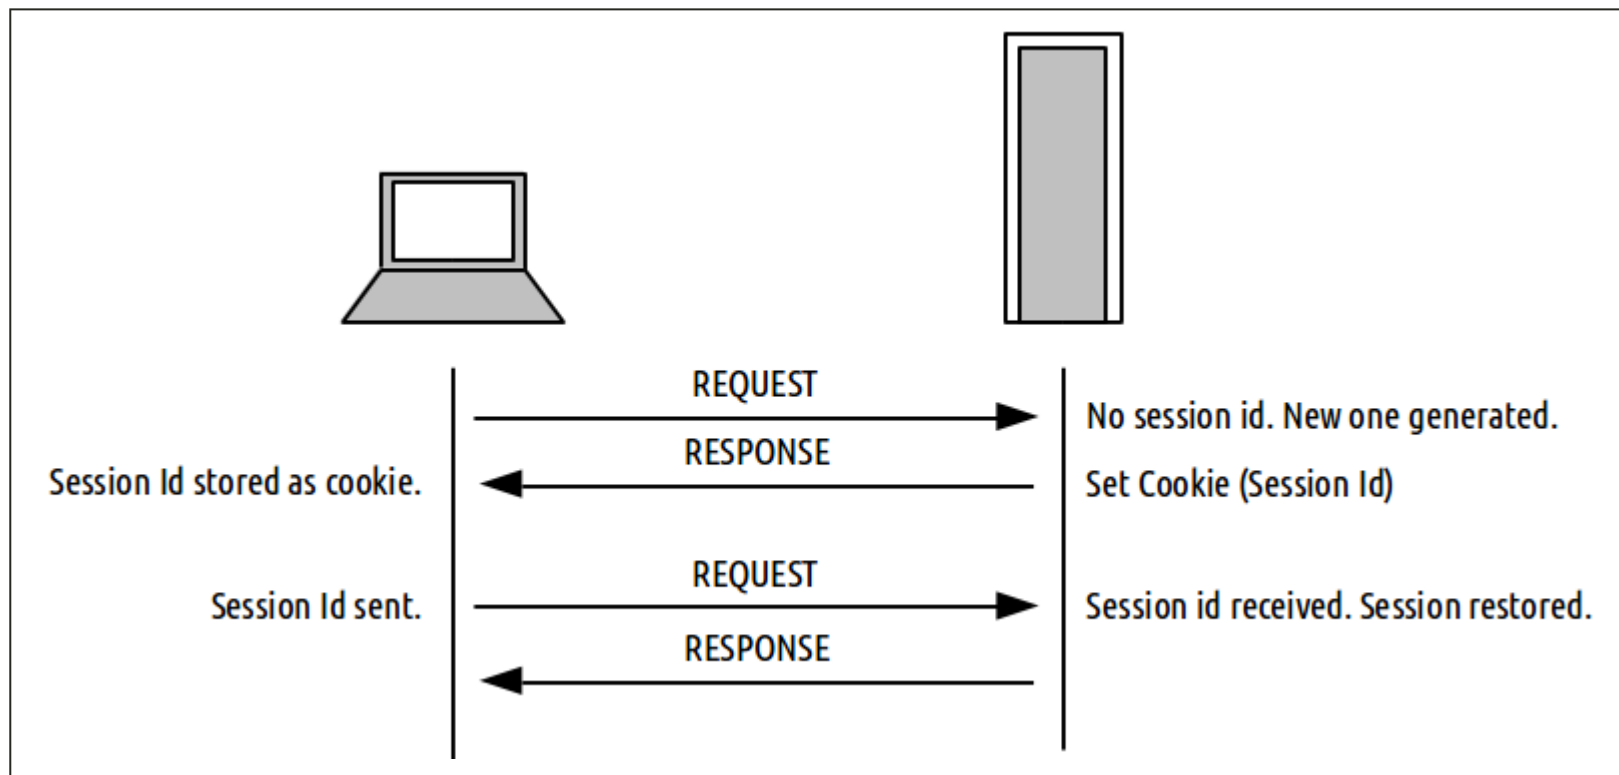 REQUEST
No session id. New one generated.
RESPONSE
Session Id stored as cookie.
Set Cookie (Session Id)
REQUEST
Session Id sent.
Session id received. Session restored.
RESPONSE